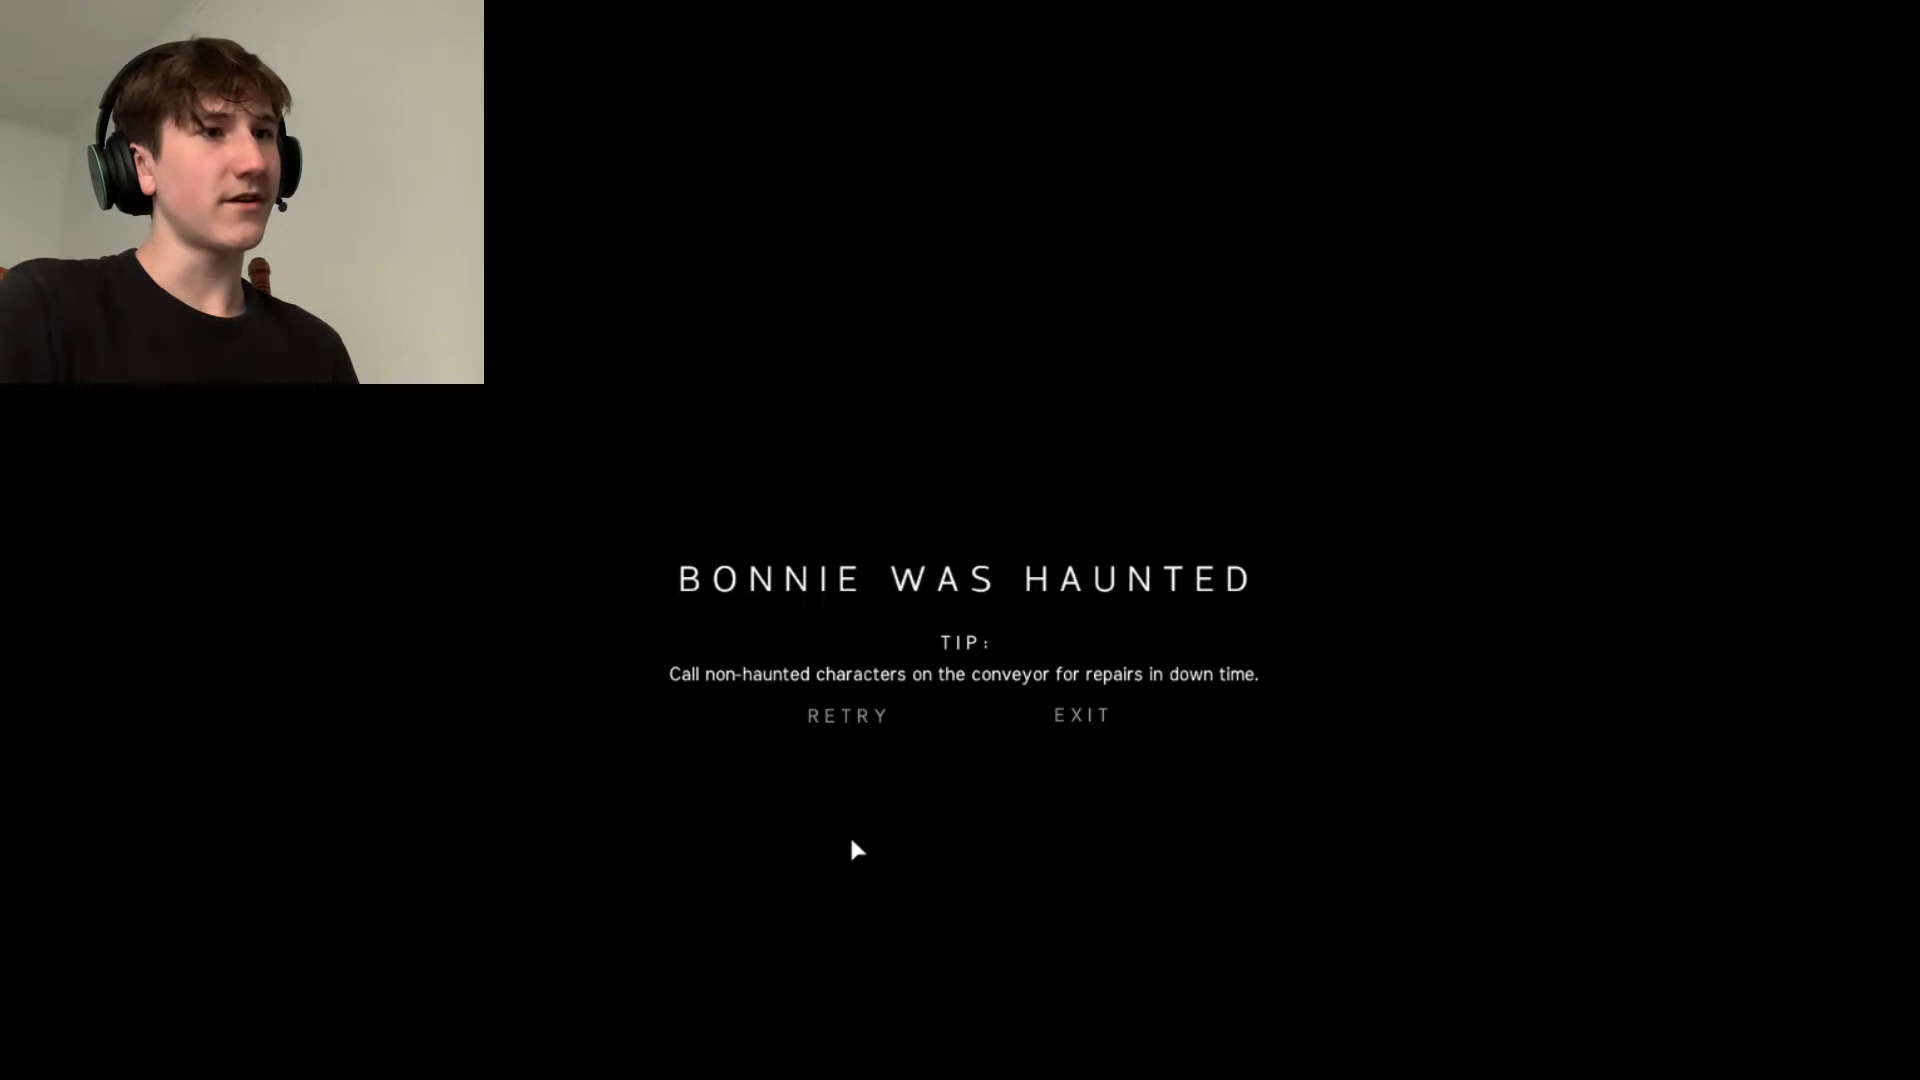 BONNIE WAS HAUNTED
TIP:
Call non-haunted characters on the conveyor for repairs in down time.
RETRY EXIT